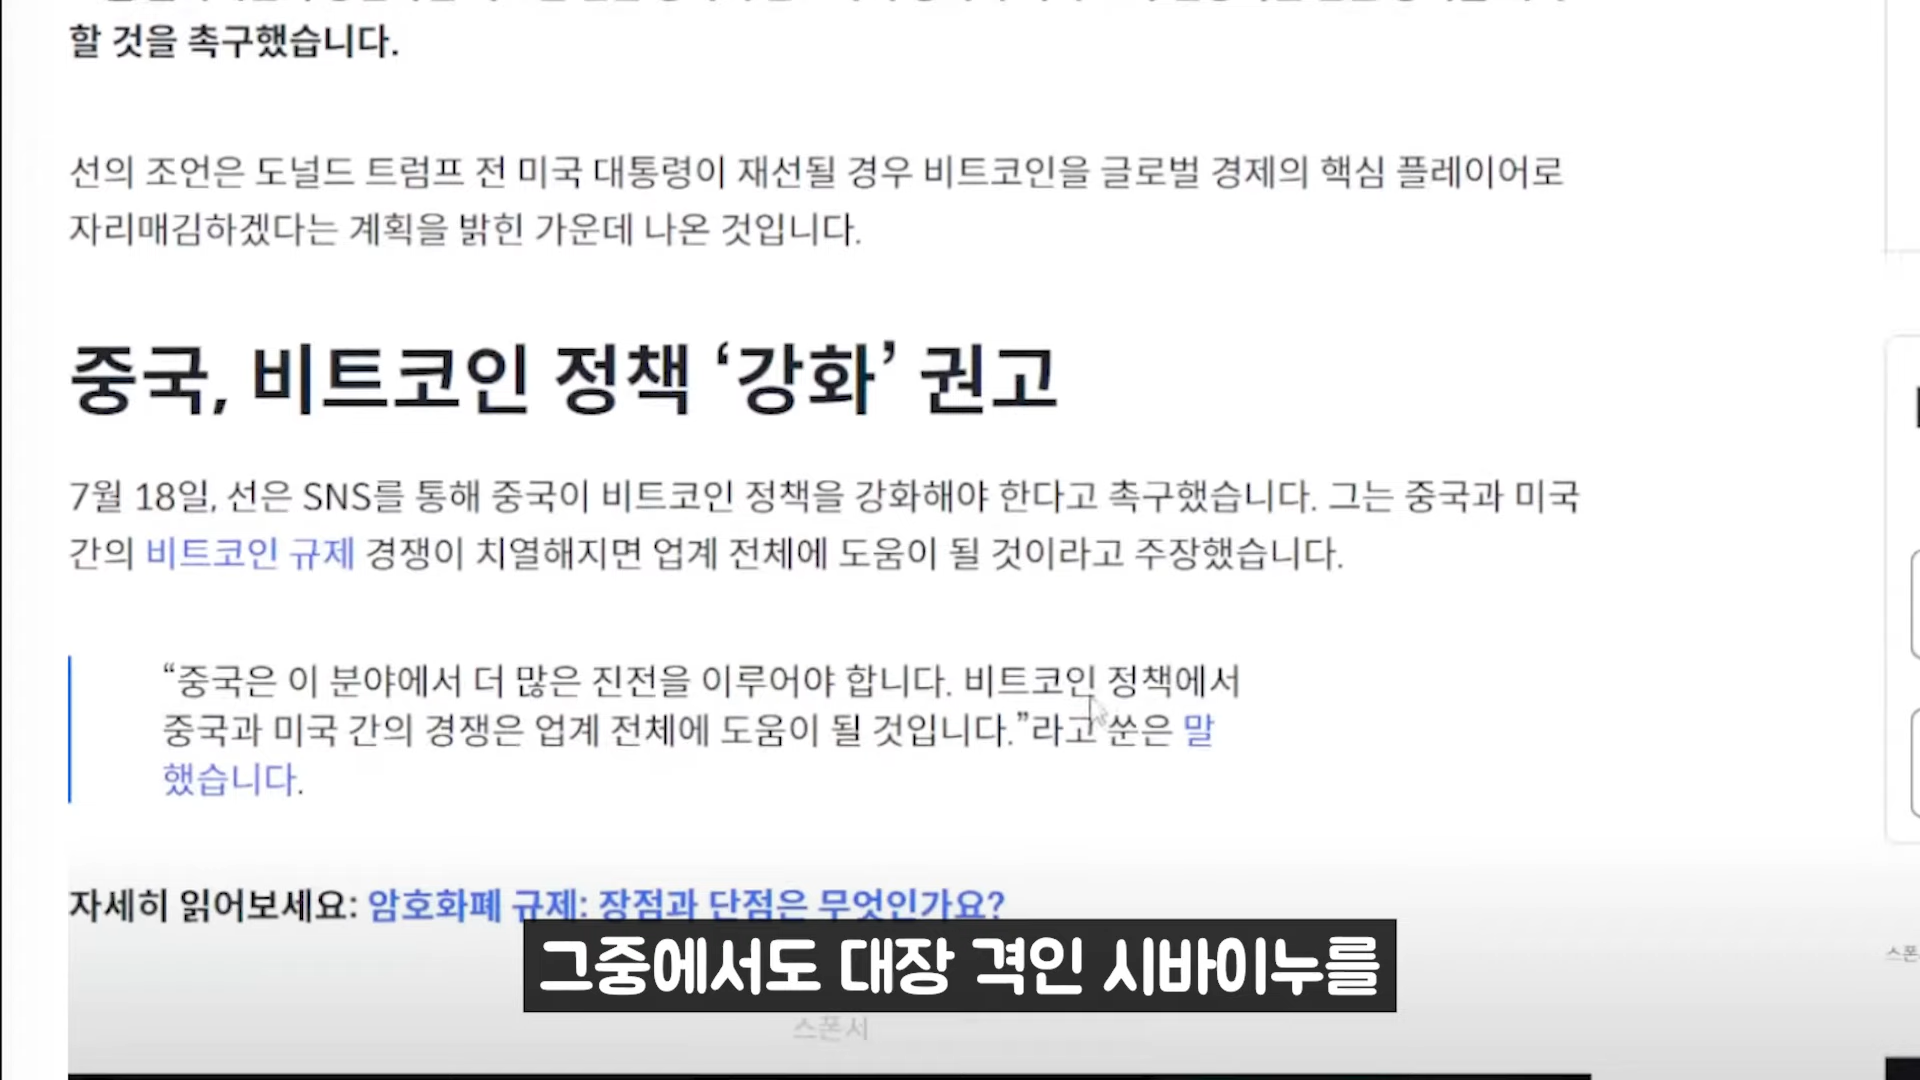 할 것을 촉구했습니다.
선의 조언은 도널드 트럼프 전 미국 대통령이 재선될 경우 비트코인을 글로벌 경제의 핵심 플레이어로
자리매김하겠다는 계획을 밝힌 가운데 나온 것입니다.
중국, 비트코인 정책 ‘강화’ 권고
7월 18일, 선은 SNS를 통해 중국이 비트코인 정책을 강화해야 한다고 촉구했습니다. 그는 중국과 미국
간의 비트코인 규제 경쟁이 치열해지면 업계 전체에 도움이 될 것이라고 주장했습니다.
“중국은 이 분야에서 더 많은 진전을 이루어야 합니다. 비트코인 정책에서
중국과 미국 간의 경쟁은 업계 전체에 도움이 될 것입니다.”라고 쑨은 말
했습니다.
자세히 읽어보세요: 암호화폐 규제: 장점과 단점은 무엇인가요?
그중에서도 대장 격인 시바이누를
스폰서